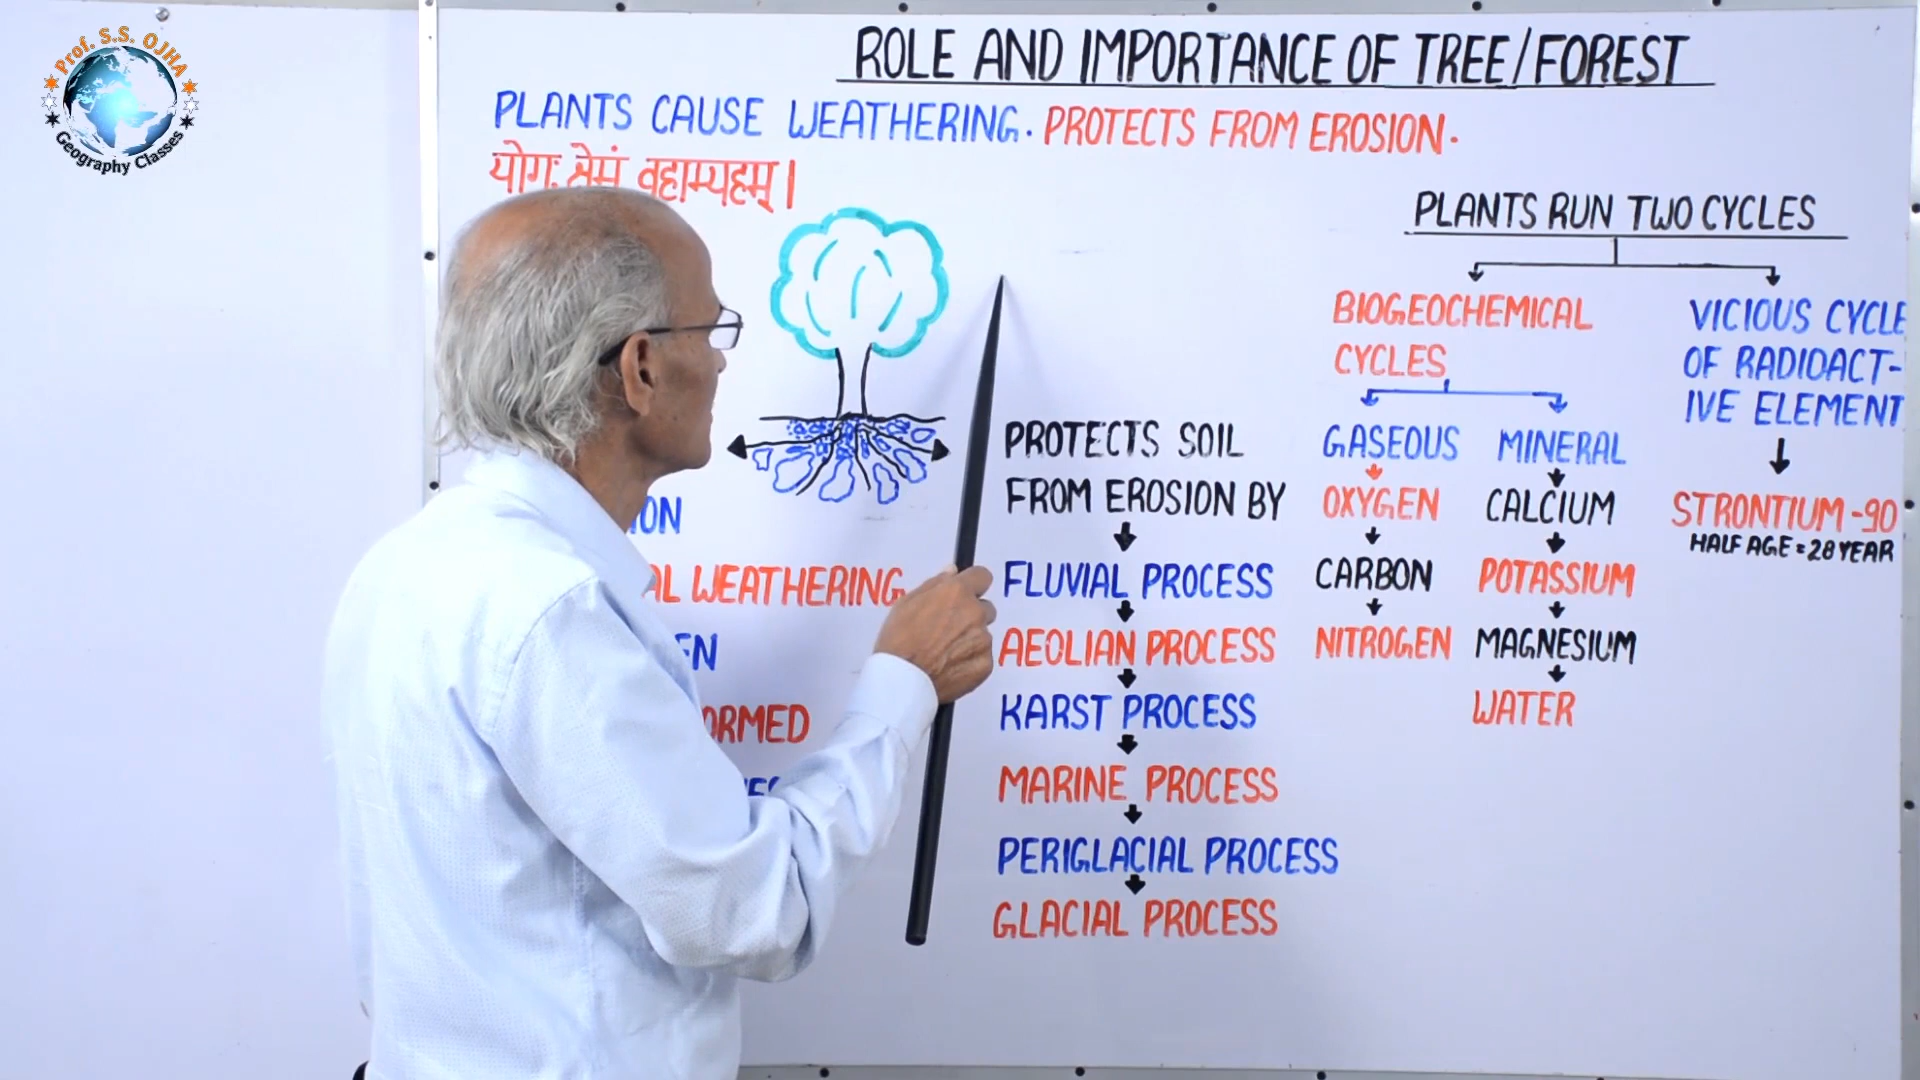 Prof. S.S. OJHA
Geography Classes
ROLE AND IMPORTANCE OF TREE/FOREST
PLANTS CAUSE WEATHERING. PROTECTS FROM EROSION.
योगः क्षेमं वहाम्यहम् |
PLANTS RUN TWO CYCLES
BIOGEOCHEMICAL
CYCLES
VICIOUS CYCLE
OF RADIOACT-
IVE ELEMENT
GASEOUS
OXYGEN
CARBON
NITROGEN
MINERAL
CALCIUM
POTASSIUM
MAGNESIUM
WATER
STRONTIUM-90
HALF AGE = 28 YEAR
PROTECTS SOIL
FROM EROSION BY
FLUVIAL PROCESS
AEOLIAN PROCESS
KARST PROCESS
MARINE PROCESS
PERIGLACIAL PROCESS
GLACIAL PROCESS
ION
AL WEATHERING
EN
ORMED